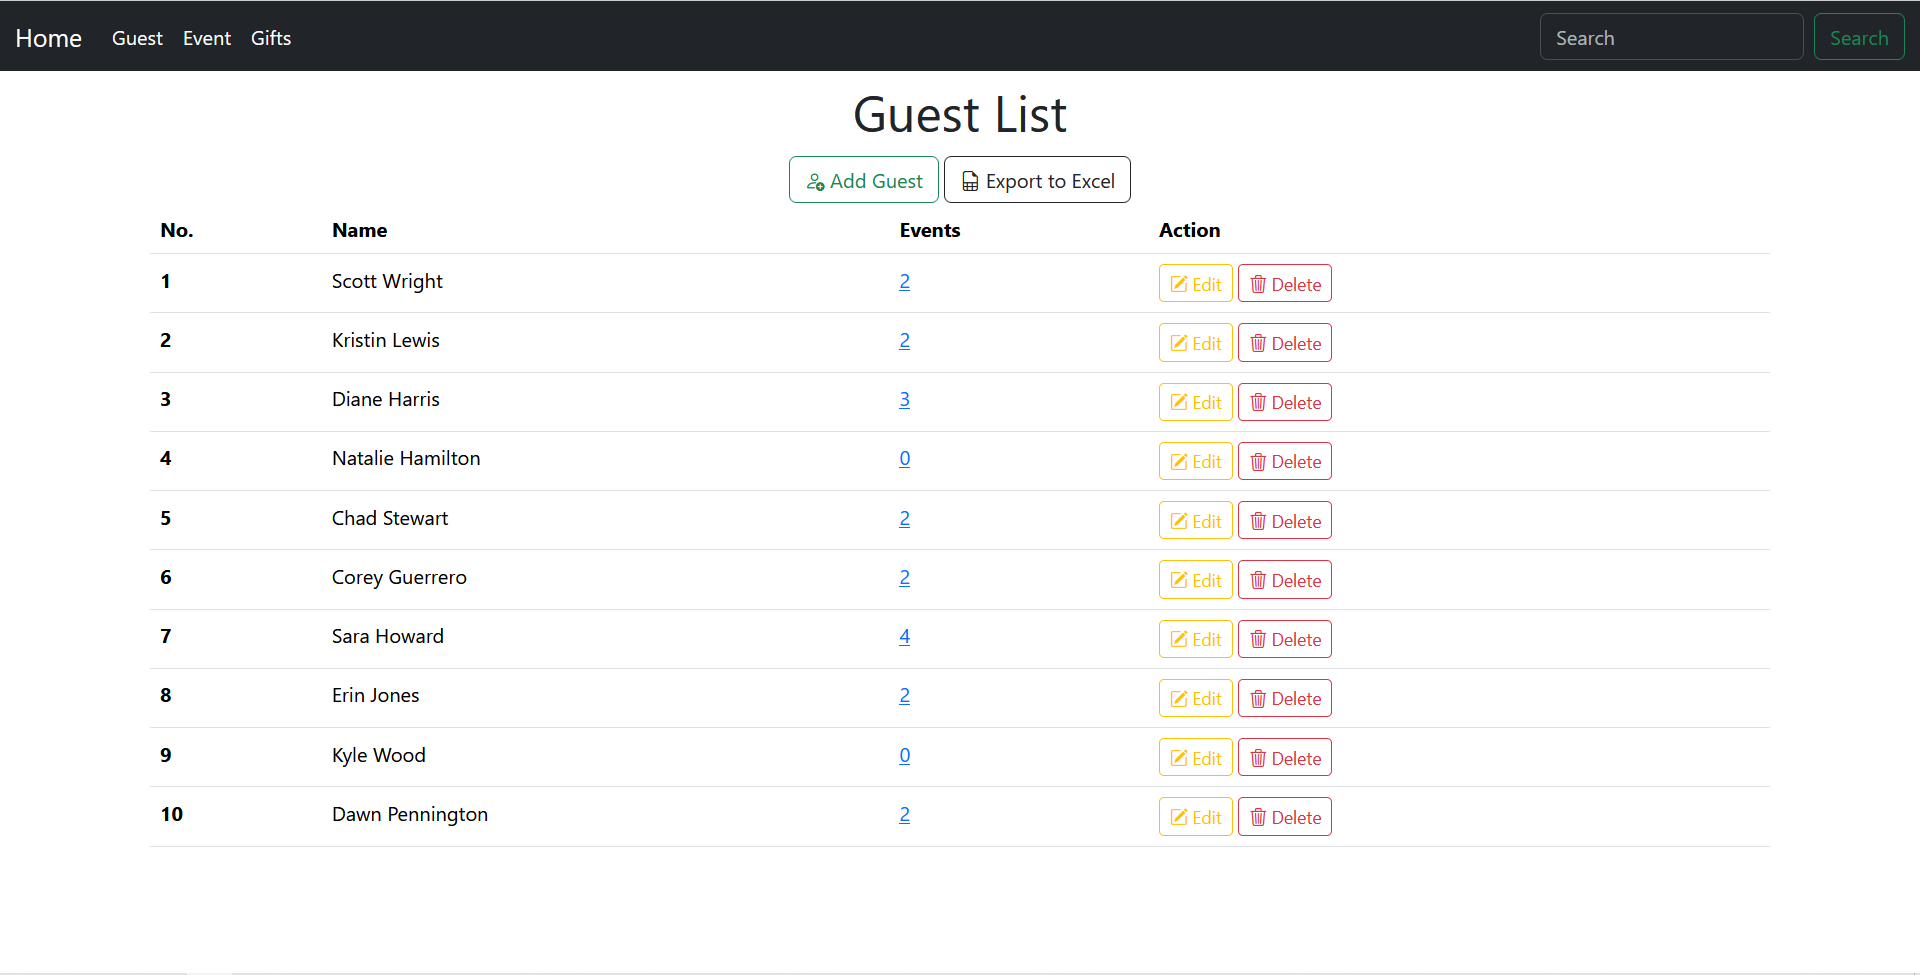 Home Guest Event Gifts Search Search
Guest List
Add Guest Export to Excel
No. Name Events Action
1 Scott Wright 2 Edit Delete
2 Kristin Lewis 2 Edit Delete
3 Diane Harris 3 Edit Delete
4 Natalie Hamilton 0 Edit Delete
5 Chad Stewart 2 Edit Delete
6 Corey Guerrero 2 Edit Delete
7 Sara Howard 4 Edit Delete
8 Erin Jones 2 Edit Delete
9 Kyle Wood 0 Edit Delete
10 Dawn Pennington 2 Edit Delete